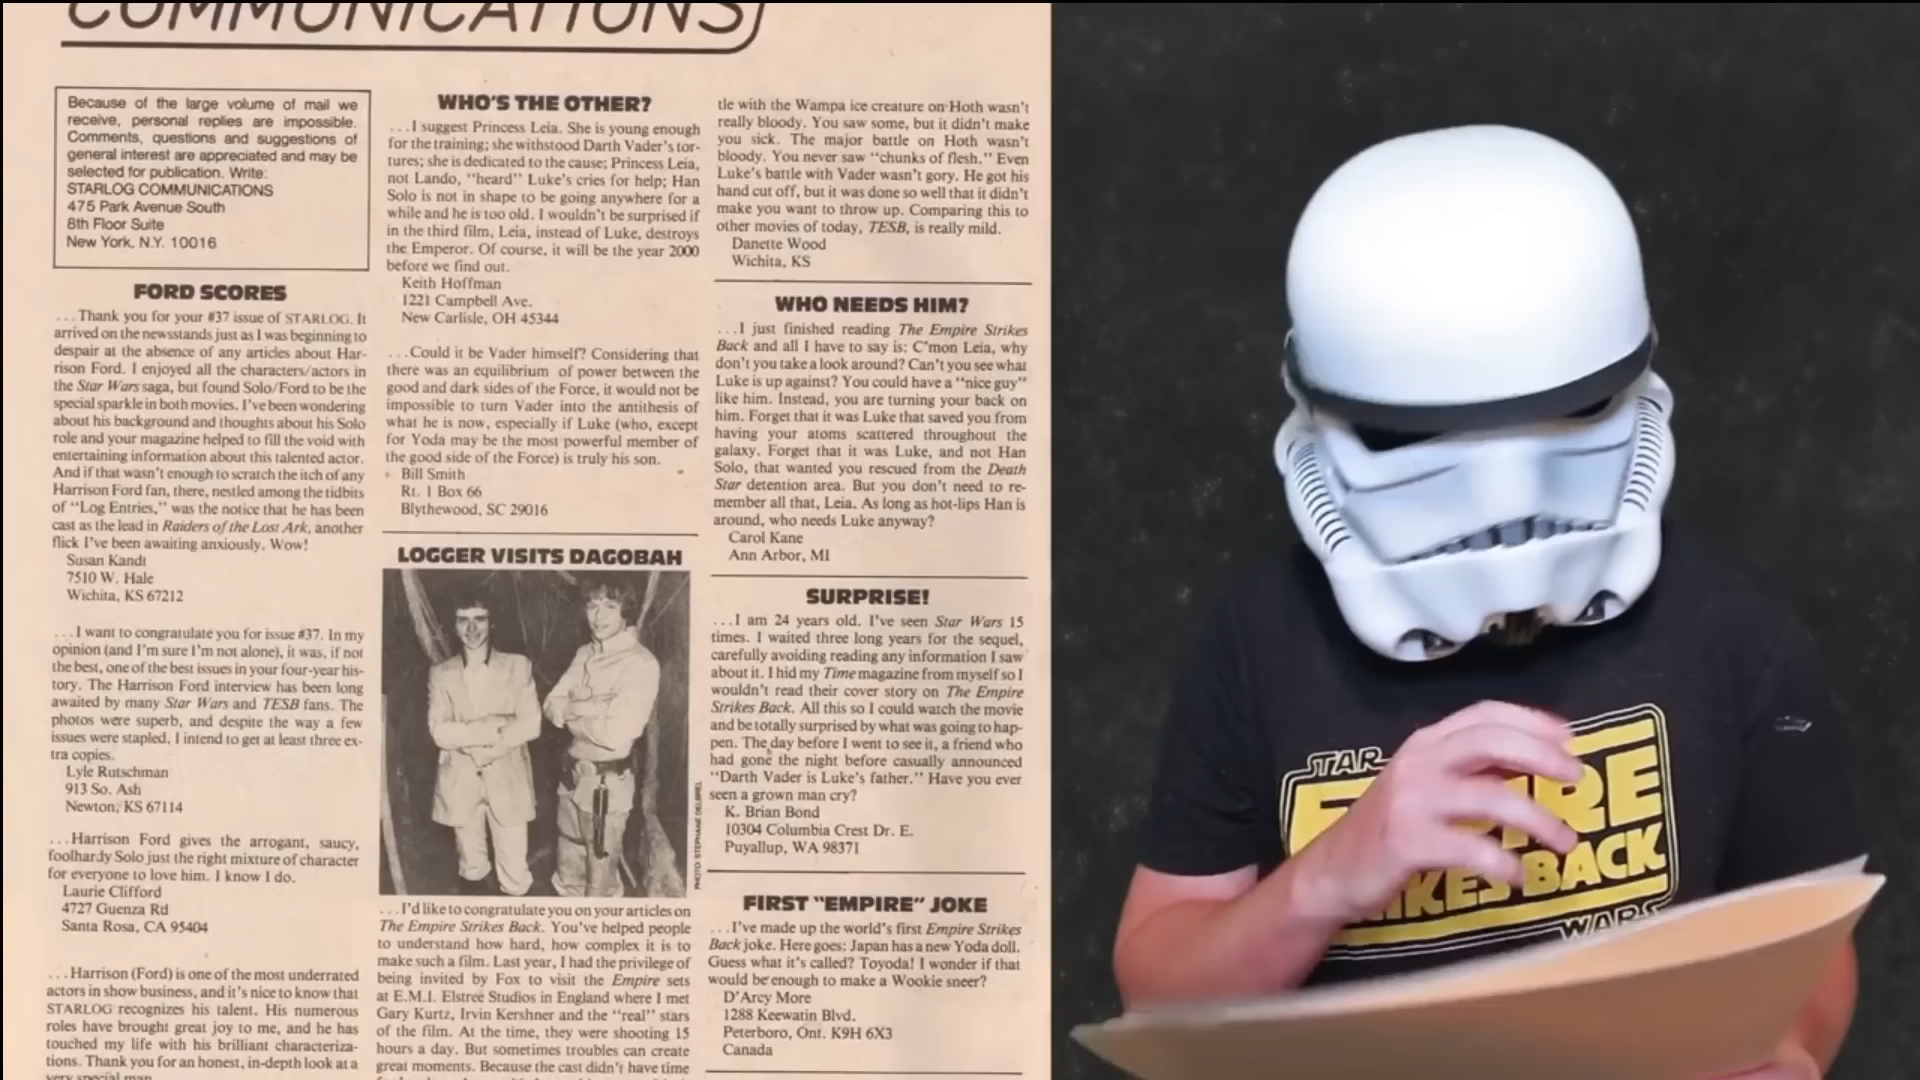 COMMUNICATIONS
Because of the large volume of mail we
receive, personal replies are impossible.
Comments, questions and suggestions of
general interest are appreciated and may be
selected for publication. Write:
STARLOG COMMUNICATIONS
475 Park Avenue South
8th Floor Suite
New York, N.Y. 10016
FORD SCORES
...Thank you for your #37 issue of STARLOG. It
arrived on the newsstands just as I was beginning to
despair at the absence of any articles about Har-
rison Ford. I enjoyed all the characters/actors in
the Star Wars saga, but found Solo/Ford to be the
special sparkle in both movies. I've been wondering
about his background and thoughts about his Solo
role and your magazine helped to fill the void with
entertaining information about this talented actor.
And if that wasn't enough to scratch the itch of any
Harrison Ford fan, there, nestled among the tidbits
of "Log Entries," was the notice that he has been
cast as the lead in Raiders of the Lost Ark, another
flick I've been awaiting anxiously. Wow!
Susan Kandt
7510 W. Hale
Wichita, KS 67212
...I want to congratulate you for issue #37. In my
opinion (and I'm sure I'm not alone), it was, if not
the best, one of the best issues in your four-year his-
tory. The Harrison Ford interview has been long
awaited by many Star Wars and TESB fans. The
photos were superb, and despite the way a few
issues were stapled, I intend to get at least three ex-
tra copies.
Lyle Rutschman
913 So. Ash
Newton, KS 67114
...Harrison Ford gives the arrogant, saucy,
foolhardy Solo just the right mixture of character
for everyone to love him. I know I do.
Laurie Clifford
4727 Guenza Rd
Santa Rosa, CA 95404
...Harrison (Ford) is one of the most underrated
actors in show business, and it's nice to know that
STARLOG recognizes his talent. His numerous
roles have brought great joy to me, and he has
touched my life with his brilliant characteriza-
tions. Thank you for an honest, in-depth look at a
very special man.
WHO'S THE OTHER?
...I suggest Princess Leia. She is young enough
for the training; she withstood Darth Vader's tor-
tures; she is dedicated to the cause; Princess Leia,
not Lando, "heard" Luke's cries for help; Han
Solo is not in shape to be going anywhere for a
while and he is too old. I wouldn't be surprised if
in the third film, Leia, instead of Luke, destroys
the Emperor. Of course, it will be the year 2000
before we find out.
Keith Hoffman
1221 Campbell Ave.
New Carlisle, OH 45344
...Could it be Vader himself? Considering that
there was an equilibrium of power between the
good and dark sides of the Force, it would not be
impossible to turn Vader into the antithesis of
what he is now, especially if Luke (who, except
for Yoda may be the most powerful member of
the good side of the Force) is truly his son.
Bill Smith
Rt. 1 Box 66
Blythewood, SC 29016
LOGGER VISITS DAGOBAH
PHOTO: STEPHANE DELBREL
...I'd like to congratulate you on your articles on
The Empire Strikes Back. You've helped people
to understand how hard, how complex it is to
make such a film. Last year, I had the privilege of
being invited by Fox to visit the Empire sets
at E.M.I. Elstree Studios in England where I met
Gary Kurtz, Irvin Kershner and the "real" stars
of the film. At the time, they were shooting 15
hours a day. But sometimes troubles can create
great moments. Because the cast didn't have time
tle with the Wampa ice creature on Hoth wasn't
really bloody. You saw some, but it didn't make
you sick. The major battle on Hoth wasn't
bloody. You never saw "chunks of flesh." Even
Luke's battle with Vader wasn't gory. He got his
hand cut off, but it was done so well that it didn't
make you want to throw up. Comparing this to
other movies of today, TESB, is really mild.
Danette Wood
Wichita, KS
WHO NEEDS HIM?
...I just finished reading The Empire Strikes
Back and all I have to say is: C'mon Leia, why
don't you take a look around? Can't you see what
Luke is up against? You could have a "nice guy"
like him. Instead, you are turning your back on
him. Forget that it was Luke that saved you from
having your atoms scattered throughout the
galaxy. Forget that it was Luke, and not Han
Solo, that wanted you rescued from the Death
Star detention area. But you don't need to re-
member all that, Leia. As long as hot-lips Han is
around, who needs Luke anyway?
Carol Kane
Ann Arbor, MI
SURPRISE!
...I am 24 years old. I've seen Star Wars 15
times. I waited three long years for the sequel,
carefully avoiding reading any information I saw
about it. I hid my Time magazine from myself so I
wouldn't read their cover story on The Empire
Strikes Back. All this so I could watch the movie
and be totally surprised by what was going to hap-
pen. The day before I went to see it, a friend who
had gone the night before casually announced
"Darth Vader is Luke's father." Have you ever
seen a grown man cry?
K. Brian Bond
10304 Columbia Crest Dr. E.
Puyallup, WA 98371
FIRST "EMPIRE" JOKE
...I've made up the world's first Empire Strikes
Back joke. Here goes: Japan has a new Yoda doll.
Guess what it's called? Toyoda! I wonder if that
would be enough to make a Wookie sneer?
D'Arcy More
1288 Keewatin Blvd.
Peterboro, Ont. K9H 6X3
Canada
STAR
EMPIRE
STRIKES BACK
WARS